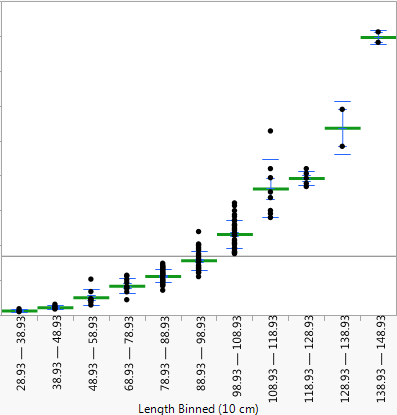 28.93 — 38.93
38.93 — 48.93
48.93 — 58.93
68.93 — 78.93
78.93 — 88.93
88.93 — 98.93
98.93 — 108.93
108.93 — 118.93
118.93 — 128.93
128.93 — 138.93
138.93 — 148.93
Length Binned (10 cm)